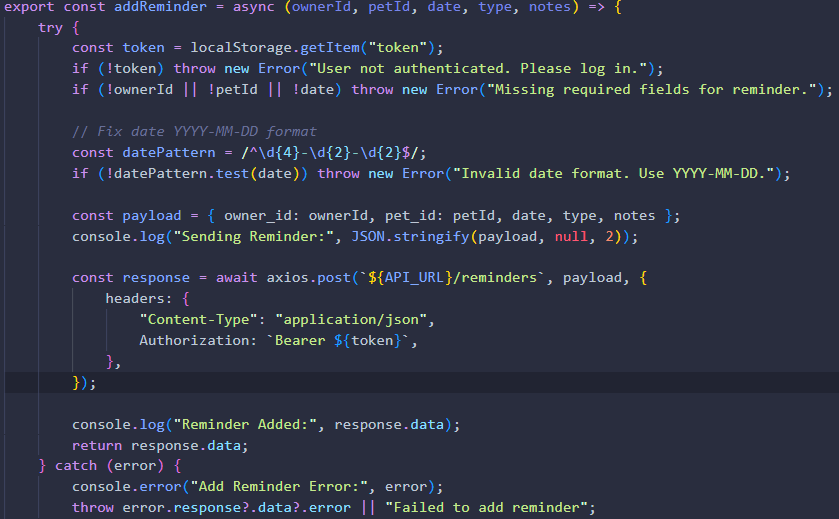 export const addReminder = async (ownerId, petId, date, type, notes) => {
    try {
        const token = localStorage.getItem("token");
        if (!token) throw new Error("User not authenticated. Please log in.");
        if (!ownerId || !petId || !date) throw new Error("Missing required fields for reminder.");

        // Fix date YYYY-MM-DD format
        const datePattern = /^\d{4}-\d{2}-\d{2}$/;
        if (!datePattern.test(date)) throw new Error("Invalid date format. Use YYYY-MM-DD.");

        const payload = { owner_id: ownerId, pet_id: petId, date, type, notes };
        console.log("Sending Reminder:", JSON.stringify(payload, null, 2));

        const response = await axios.post(`${API_URL}/reminders`, payload, {
            headers: {
                "Content-Type": "application/json",
                Authorization: `Bearer ${token}`,
            },
        });

        console.log("Reminder Added:", response.data);
        return response.data;
    } catch (error) {
        console.error("Add Reminder Error:", error);
        throw error.response?.data?.error || "Failed to add reminder";